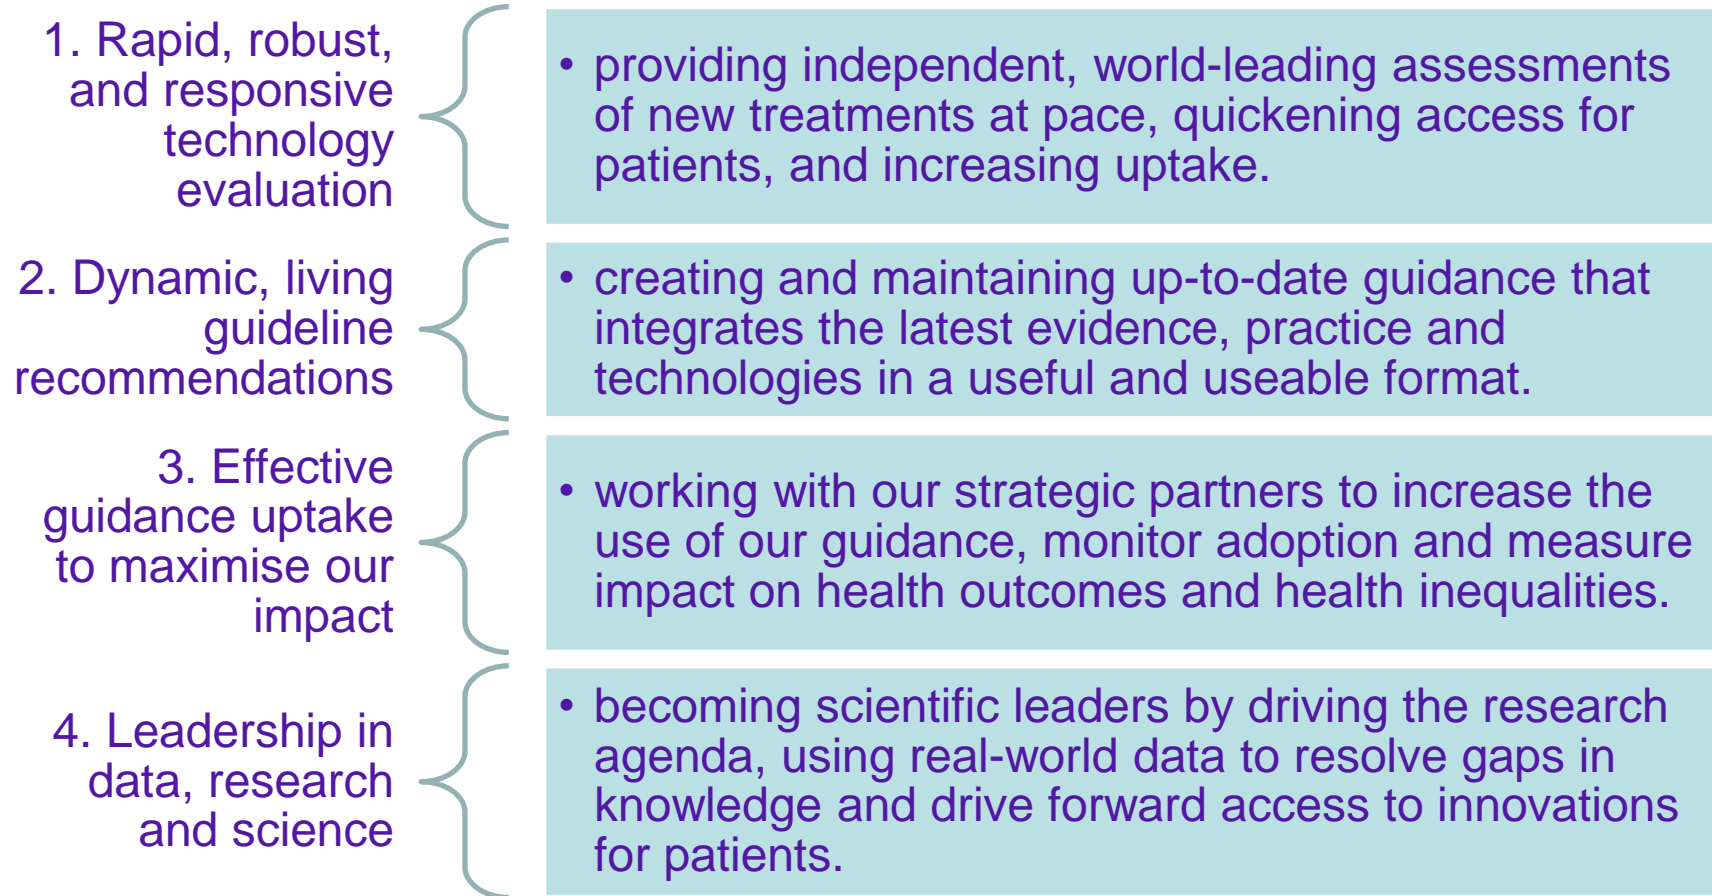 1. Rapid, robust,
and responsive
technology
evaluation
• providing independent, world-leading assessments
of new treatments at pace, quickening access for
patients, and increasing uptake.
2. Dynamic, living
guideline
recommendations
• creating and maintaining up-to-date guidance that
integrates the latest evidence, practice and
technologies in a useful and useable format.
3. Effective
guidance uptake
to maximise our
impact
• working with our strategic partners to increase the
use of our guidance, monitor adoption and measure
impact on health outcomes and health inequalities.
4. Leadership in
data, research
and science
• becoming scientific leaders by driving the research
agenda, using real-world data to resolve gaps in
knowledge and drive forward access to innovations
for patients.